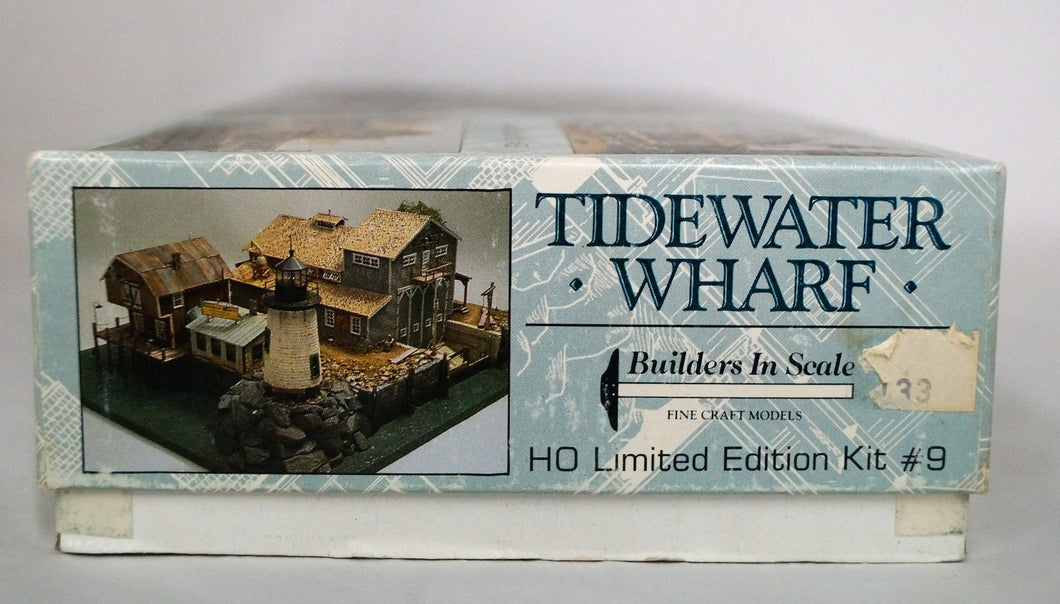 TIDEWATER
• WHARF •
Builders In Scale
FINE CRAFT MODELS
HO Limited Edition Kit #9